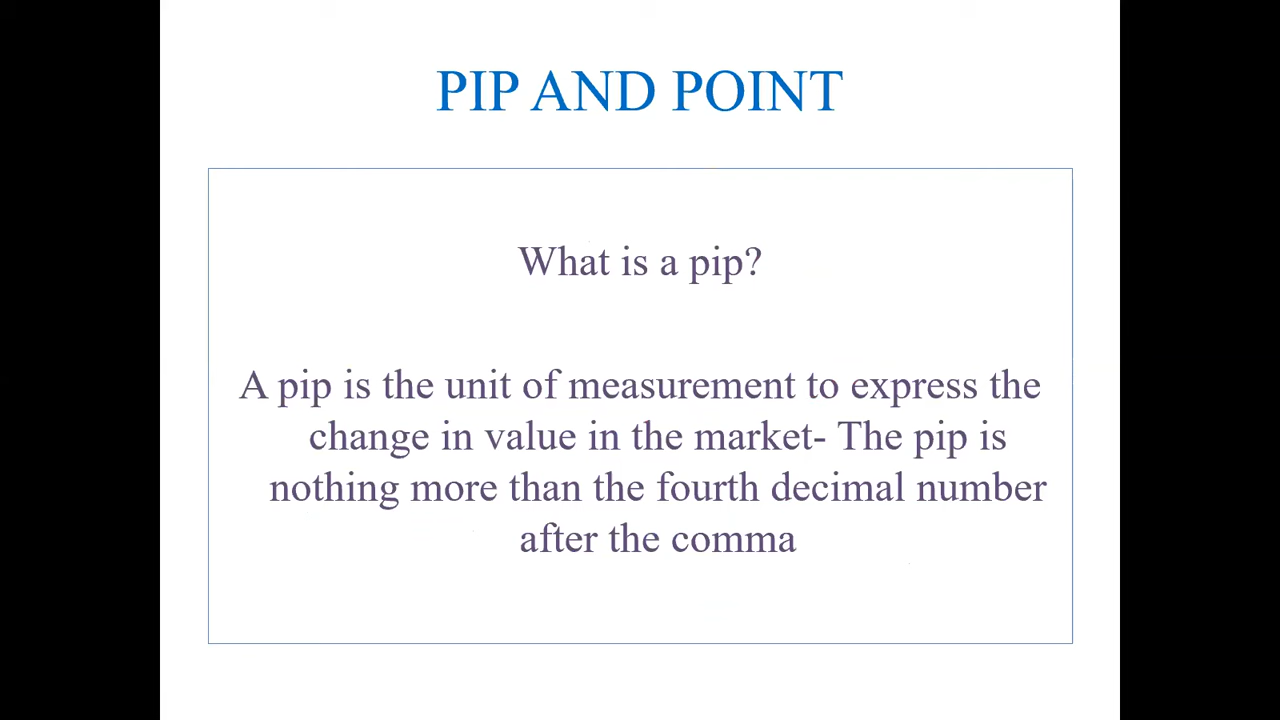 PIP AND POINT
What is a pip?
A pip is the unit of measurement to express the
change in value in the market- The pip is
nothing more than the fourth decimal number
after the comma